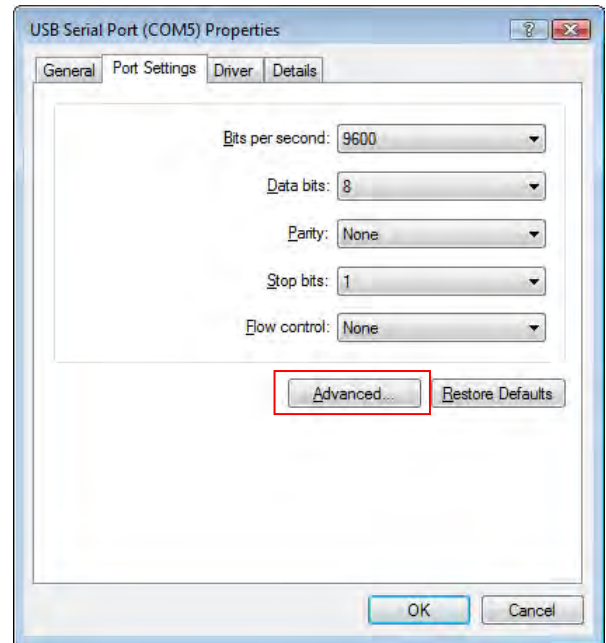 USB Serial Port (COM5) Properties
General Port Settings Driver Details
Bits per second: 9600
Data bits: 8
Parity: None
Stop bits: 1
Flow control: None
Advanced... Restore Defaults
OK Cancel